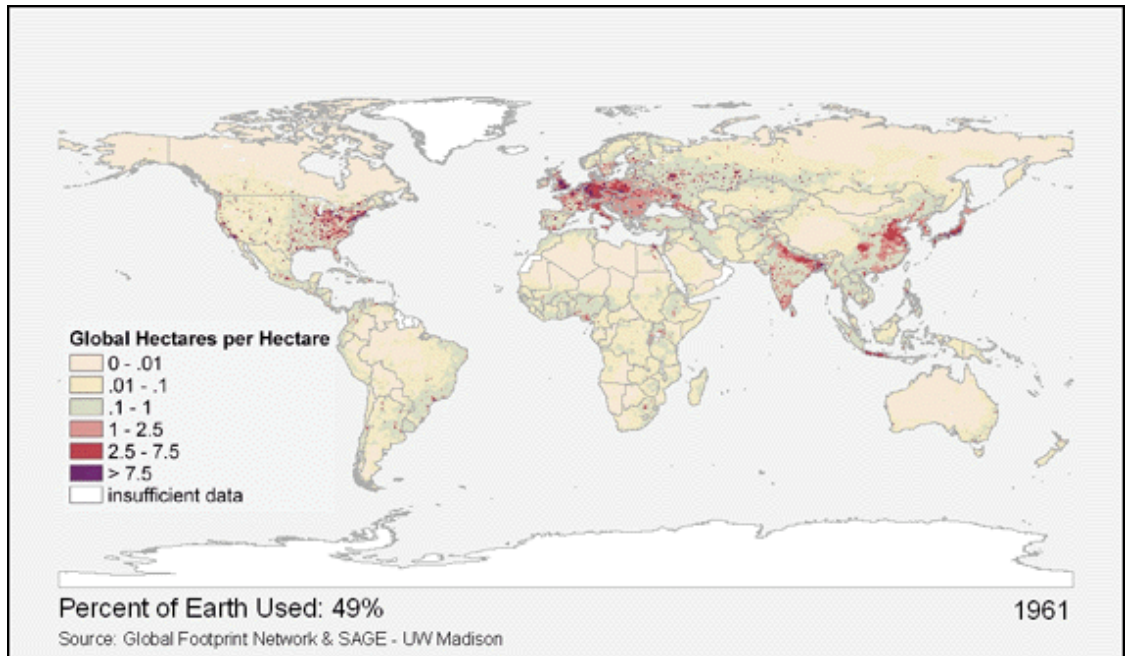 Global Hectares per Hectare
0 - .01
.01 - .1
.1 - 1
1 - 2.5
2.5 - 7.5
> 7.5
insufficient data
Percent of Earth Used: 49%
1961
Source: Global Footprint Network & SAGE - UW Madison